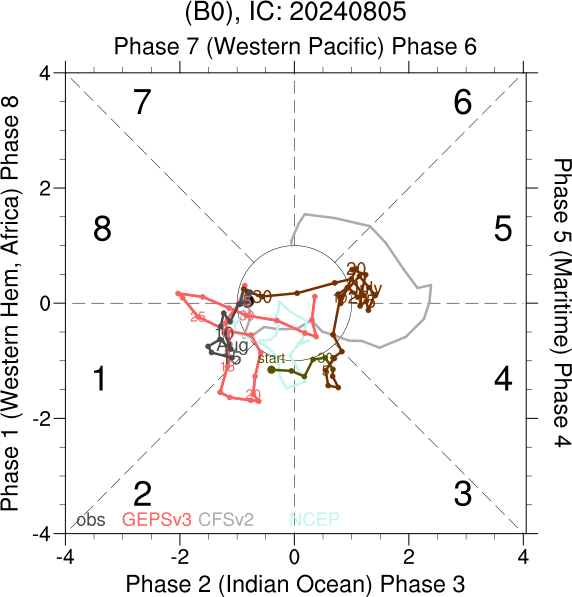 (B0), IC: 20240805
Phase 7 (Western Pacific) Phase 6
Phase 1 (Western Hem, Africa) Phase 8
Phase 5 (Maritime) Phase 4
4
2
0
-2
-4
7
6
8
5
1
4
2
3
30
25
30
Aug
5
15
20
start
30
obs
GEPSv3
CFSv2
NCEP
-4
-2
0
2
4
Phase 2 (Indian Ocean) Phase 3